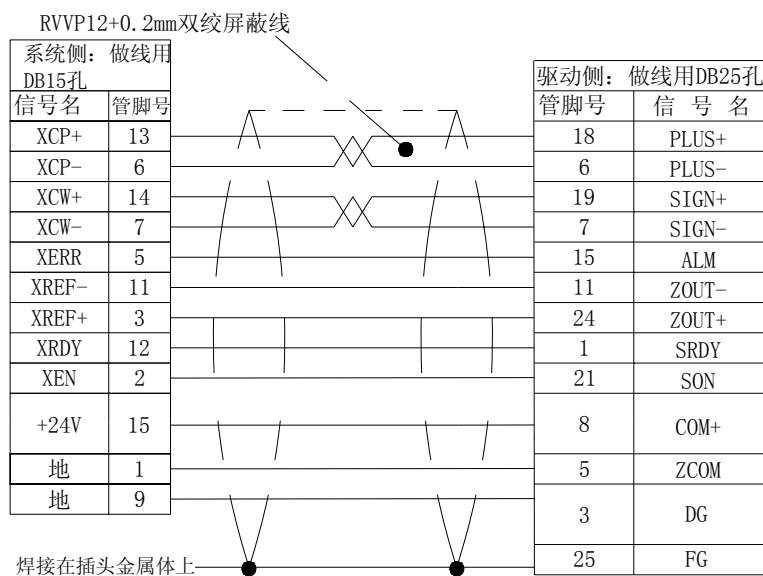 RVVP12+0.2mm双绞屏蔽线
系统侧：做线用
DB15孔
驱动侧：做线用DB25孔
信号名 管脚号 管脚号 信 号 名
XCP+ 13 18 PLUS+
XCP- 6 6 PLUS-
XCW+ 14 19 SIGN+
XCW- 7 7 SIGN-
XERR 5 15 ALM
XREF- 11 11 ZOUT-
XREF+ 3 24 ZOUT+
XRDY 12 1 SRDY
XEN 2 21 SON
+24V 15 8 COM+
地 1 5 ZCOM
地 9 3 DG
焊接在插头金属体上 25 FG